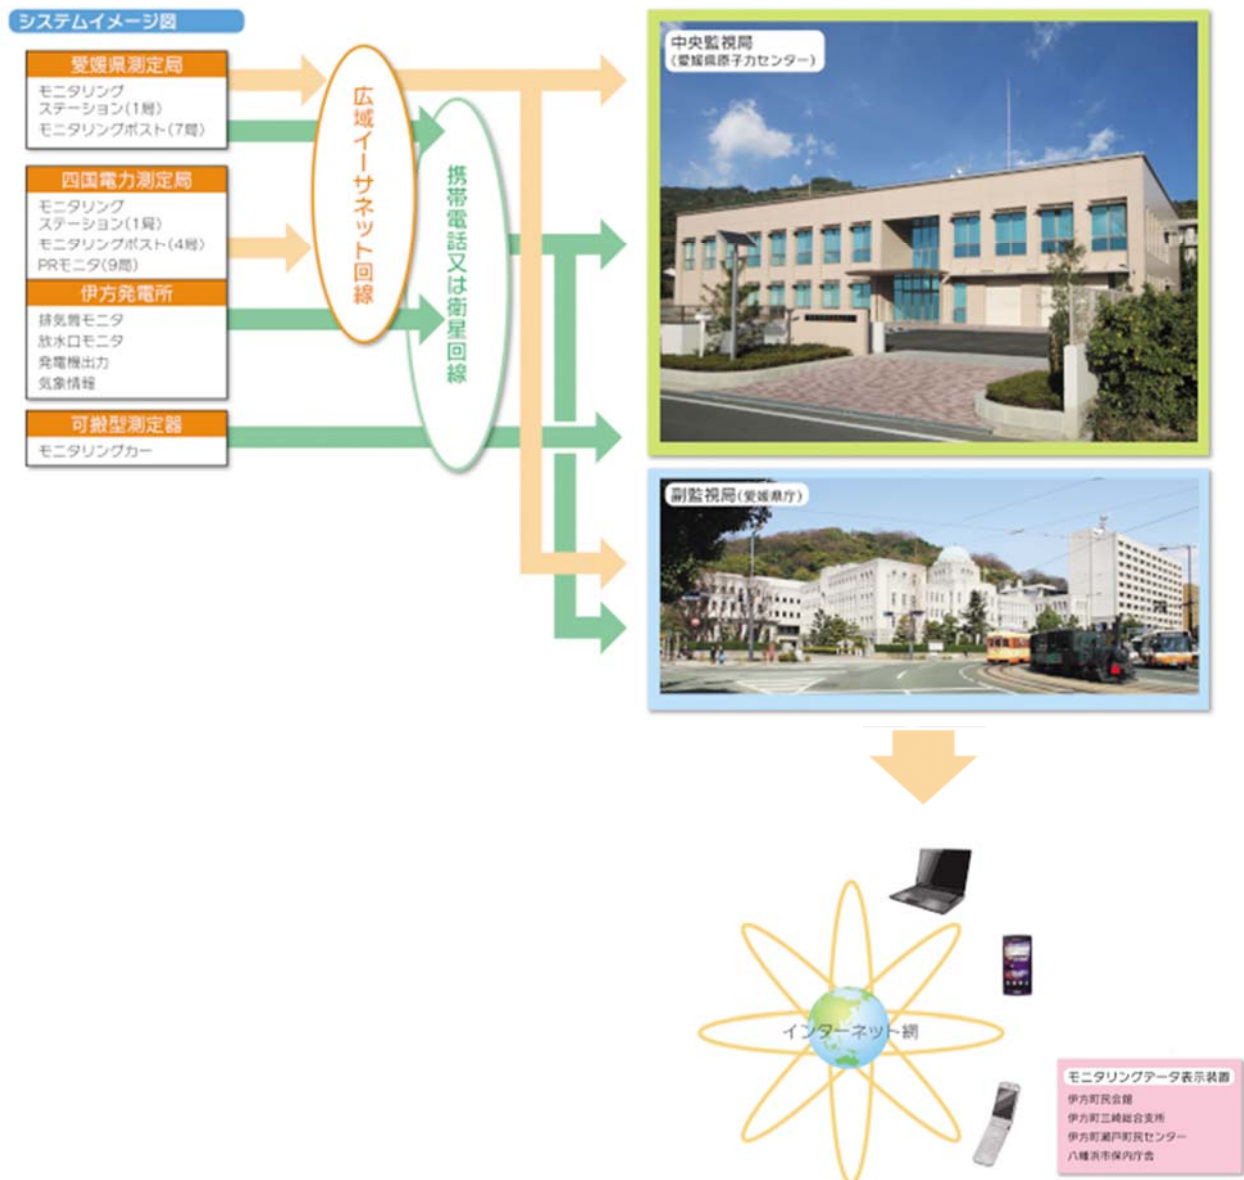 システムイメージ図
愛媛県測定局
モニタリング
ステーション(1局)
モニタリングポスト(7局)
四国電力測定局
モニタリング
ステーション(1局)
モニタリングポスト(4局)
PRモニタ(9局)
伊方発電所
排気筒モニタ
放水口モニタ
発電機出力
気象情報
可搬型測定器
モニタリングカー
広域イーサネット回線
携帯電話又は衛星回線
中央監視局
(愛媛県原子力センター)
副監視局(愛媛県庁)
インターネット網
モニタリングデータ表示装置
伊方町民会館
伊方町三崎総合支所
伊方町瀬戸町民センター
八幡浜市保内庁舎